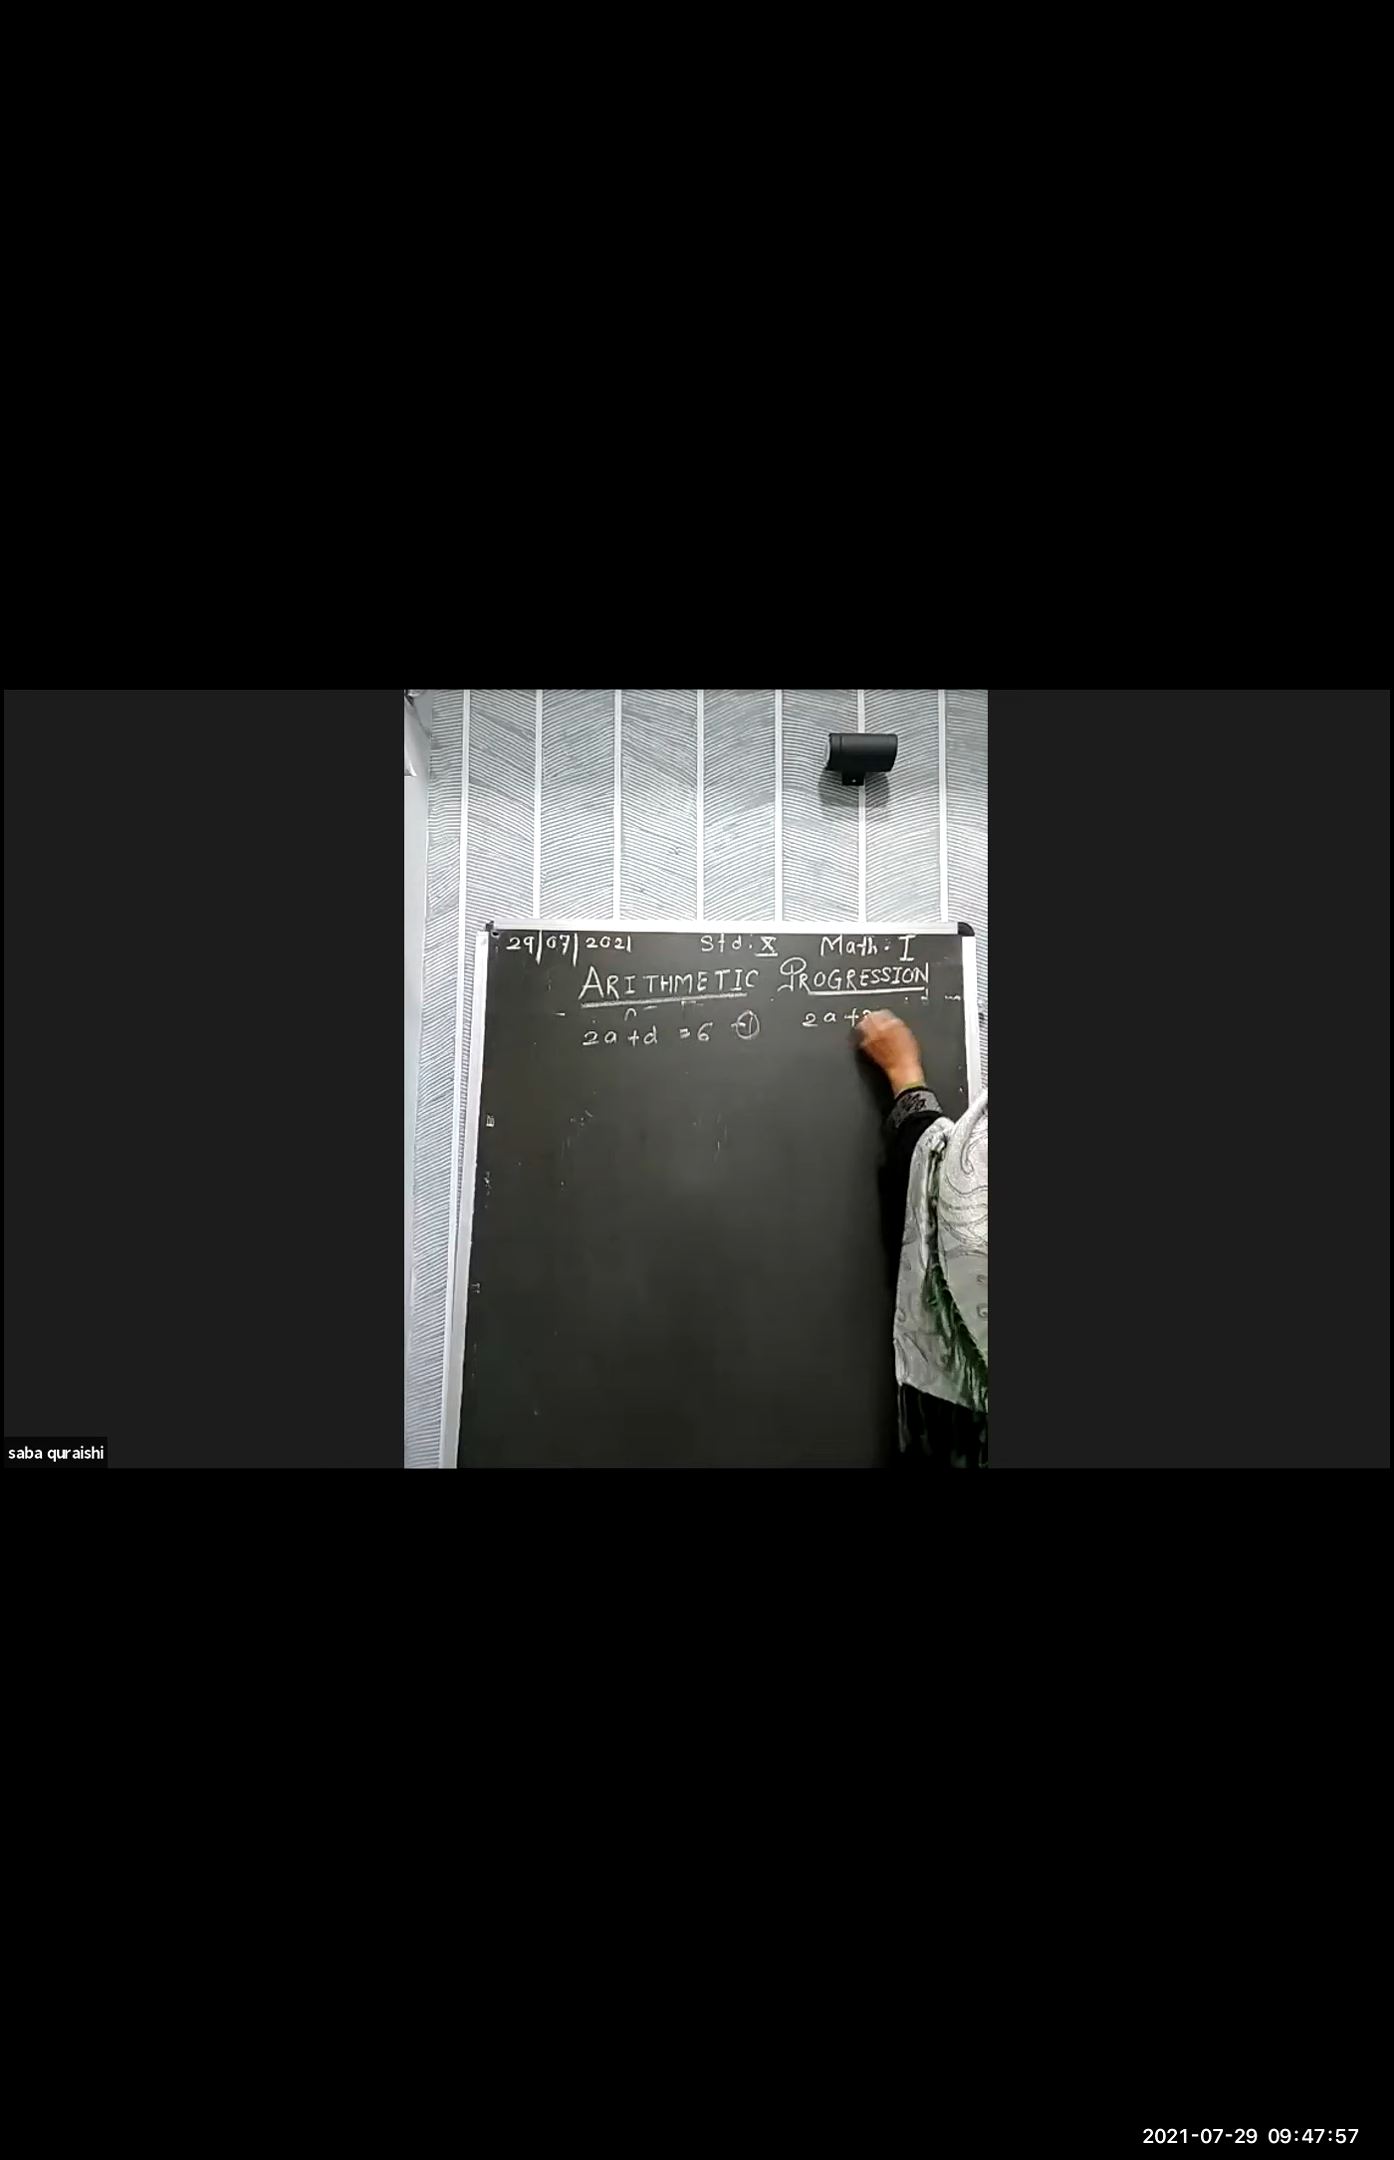 29/07/2021 Std: X Math: I
ARITHMETIC PROGRESSION
2a + d = 6 - 1 2a +
saba quraishi
2021-07-29 09:47:57